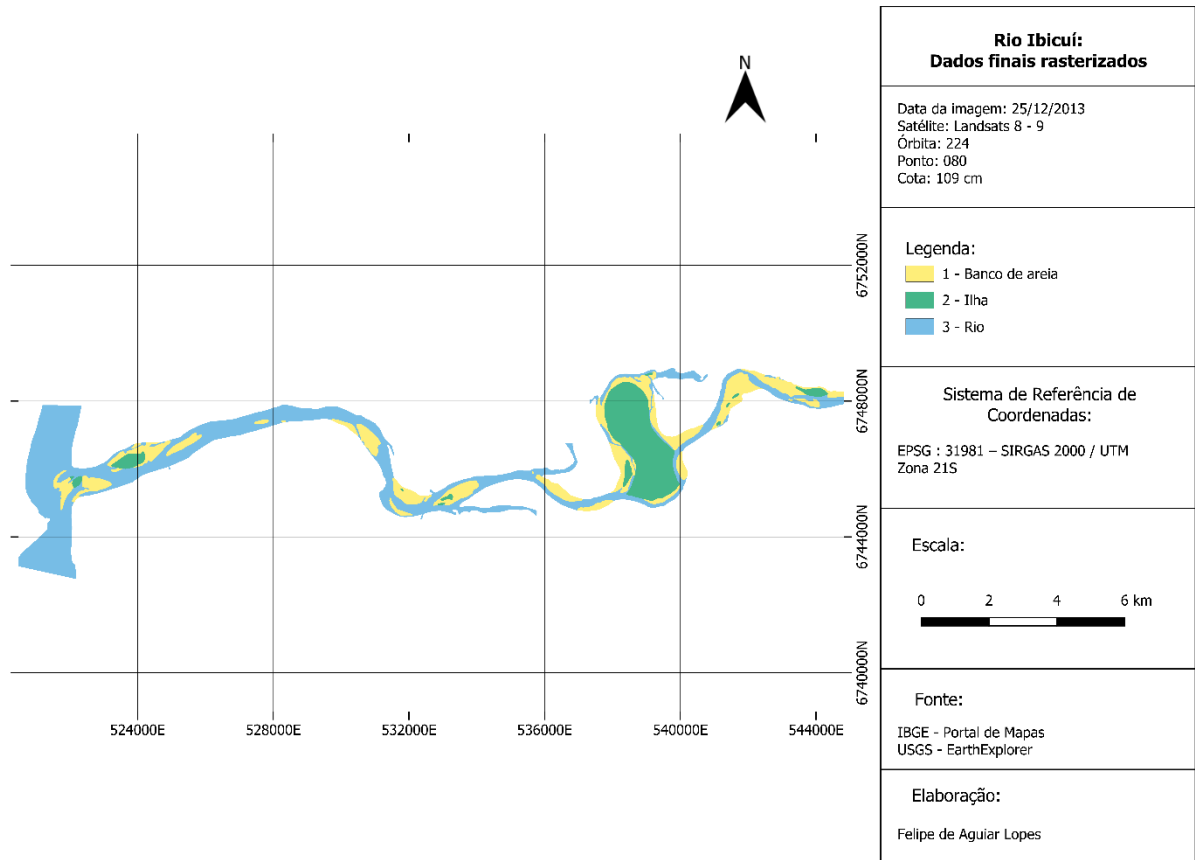 N
6752000N
6748000N
6744000N
6740000N
524000E
528000E
532000E
536000E
540000E
544000E
Rio Ibicuí:
Dados finais rasterizados
Data da imagem: 25/12/2013
Satélite: Landsats 8 - 9
Órbita: 224
Ponto: 080
Cota: 109 cm
Legenda:
1 - Banco de areia
2 - Ilha
3 - Rio
Sistema de Referência de
Coordenadas:
EPSG : 31981 – SIRGAS 2000 / UTM
Zona 21S
Escala:
0 2 4 6 km
Fonte:
IBGE - Portal de Mapas
USGS - EarthExplorer
Elaboração:
Felipe de Aguiar Lopes